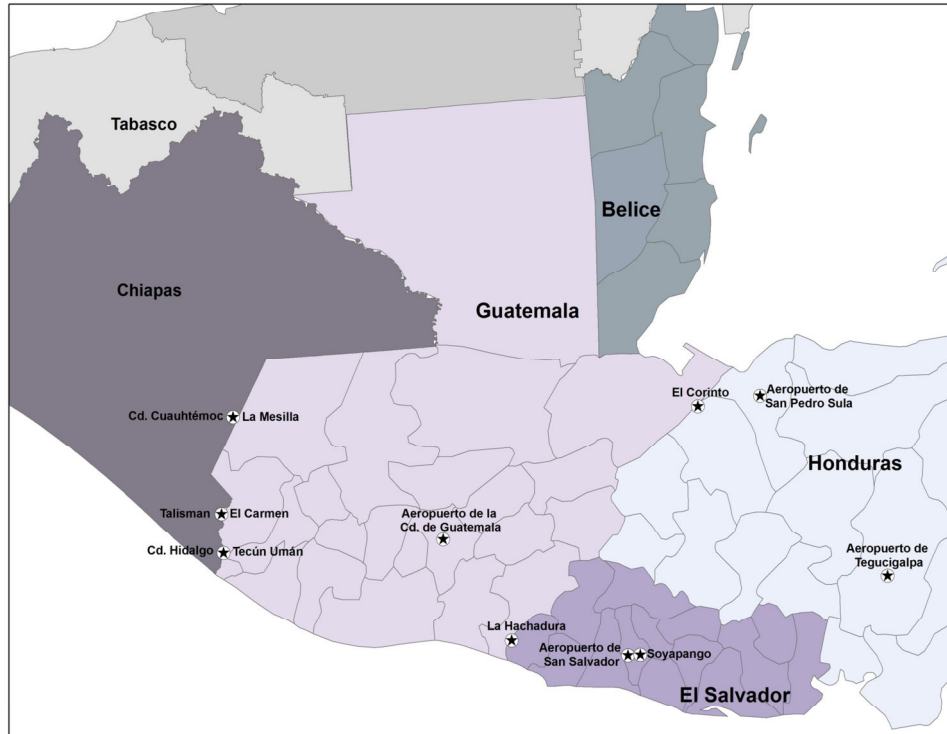 Tabasco
Belice
Chiapas
Guatemala
Cd. Cuauhtémoc
La Mesilla
El Corinto
Aeropuerto de
San Pedro Sula
Honduras
Talisman
El Carmen
Aeropuerto de la
Cd. de Guatemala
Cd. Hidalgo
Tecún Umán
Aeropuerto de
Tegucigalpa
La Hachadura
Aeropuerto de
San Salvador
Soyapango
El Salvador